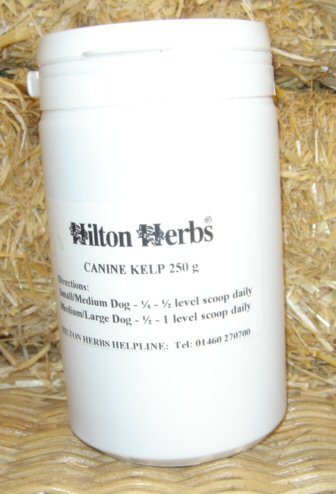 Hilton Herbs®
CANINE KELP 250 g
Directions:
Small/Medium Dog - ¼ - ½ level scoop daily
Medium/Large Dog - ½ - 1 level scoop daily
HILTON HERBS HELPLINE: Tel: 01460 270700